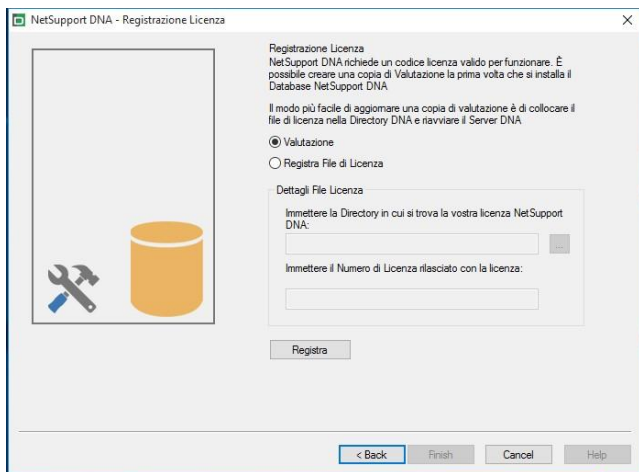 NetSupport DNA - Registrazione Licenza
Registrazione Licenza
NetSupport DNA richiede un codice licenza valido per funzionare. È
possibile creare una copia di Valutazione la prima volta che si installa il
Database NetSupport DNA
Il modo più facile di aggiornare una copia di valutazione è di collocare il
file di licenza nella Directory DNA e riavviare il Server DNA
Valutazione
Registra File di Licenza
Dettagli File Licenza
Immettere la Directory in cui si trova la vostra licenza NetSupport
DNA:
...
Immettere il Numero di Licenza rilasciato con la licenza:
Registra
< Back Finish Cancel Help